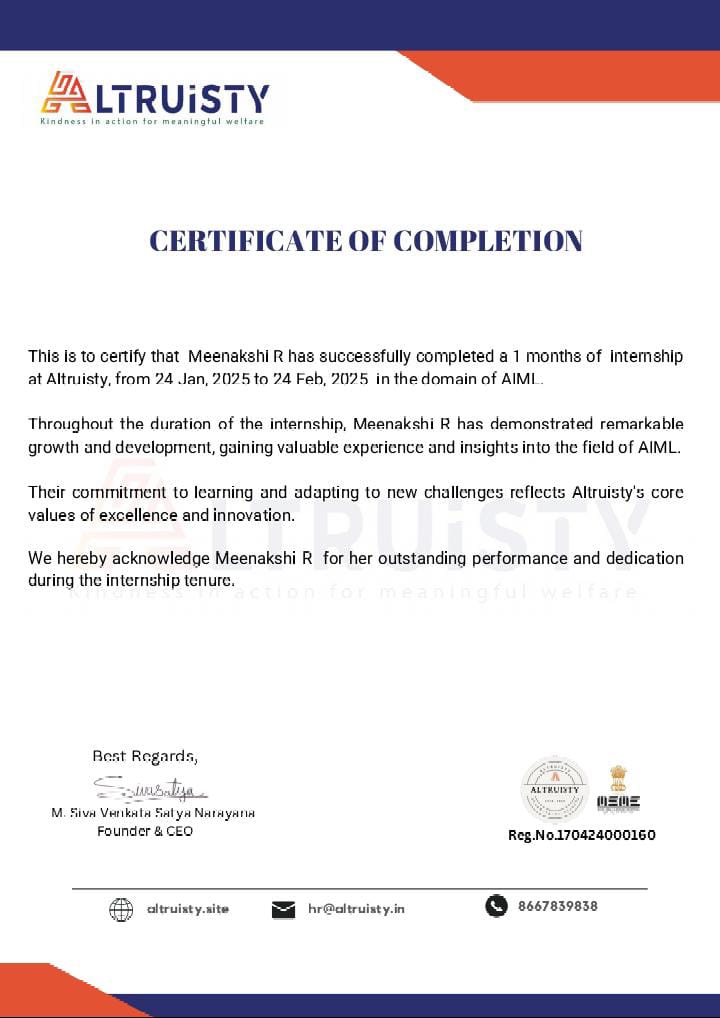 ALTRUiSTY
Kindness in action for meaningful welfare
CERTIFICATE OF COMPLETION
This is to certify that Meenakshi R has successfully completed a 1 months of internship
at Altruisty, from 24 Jan, 2025 to 24 Feb, 2025 in the domain of AIML.
Throughout the duration of the internship, Meenakshi R has demonstrated remarkable
growth and development, gaining valuable experience and insights into the field of AIML.
Their commitment to learning and adapting to new challenges reflects Altruisty's core
values of excellence and innovation.
We hereby acknowledge Meenakshi R for her outstanding performance and dedication
during the internship tenure.
ALTRUiSTY
Kindness in action for meaningful welfare
Best Regards,
Sivasatya
M. Siva Venkata Satya Narayana
Founder & CEO
ALTRUISTY
MSME
Reg.No.170424000160
altruisty.site
hr@altruisty.in
8667839838